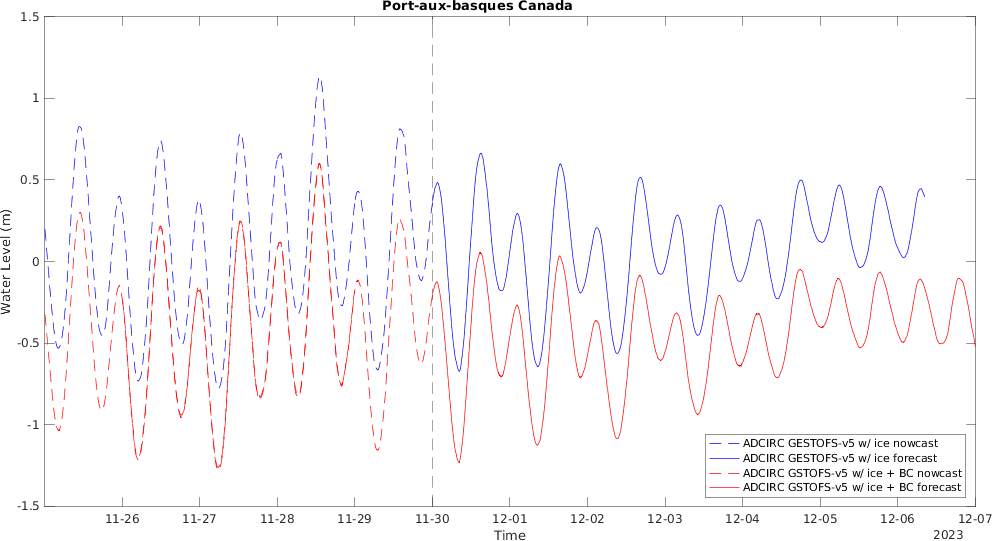 Port-aux-basques Canada
1.5
1
0.5
0
-0.5
-1
-1.5
Water Level (m)
ADCIRC GESTOFS-v5 w/ ice nowcast
ADCIRC GESTOFS-v5 w/ ice forecast
ADCIRC GSTOFS-v5 w/ ice + BC nowcast
ADCIRC GSTOFS-v5 w/ ice + BC forecast
11-26 11-27 11-28 11-29 11-30 12-01 12-02 12-03 12-04 12-05 12-06 12-07
Time
2023